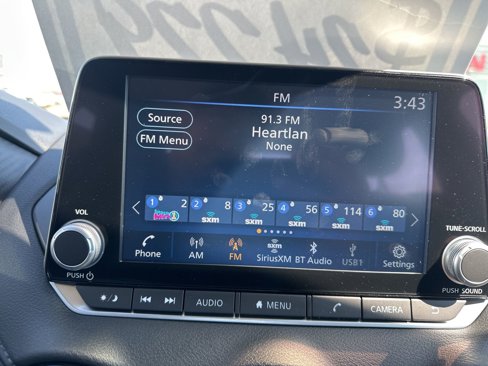 FM
3:43
Source
91.3 FM
Heartlan
FM Menu
None
1 2 2 8 3 25 4 56 5 114 6 80
sxm sxm sxm sxm sxm
VOL
TUNE•SCROLL
Phone AM FM SiriusXM BT Audio USB1 Settings
sxm
PUSH
PUSH SOUND
AUDIO MENU CAMERA